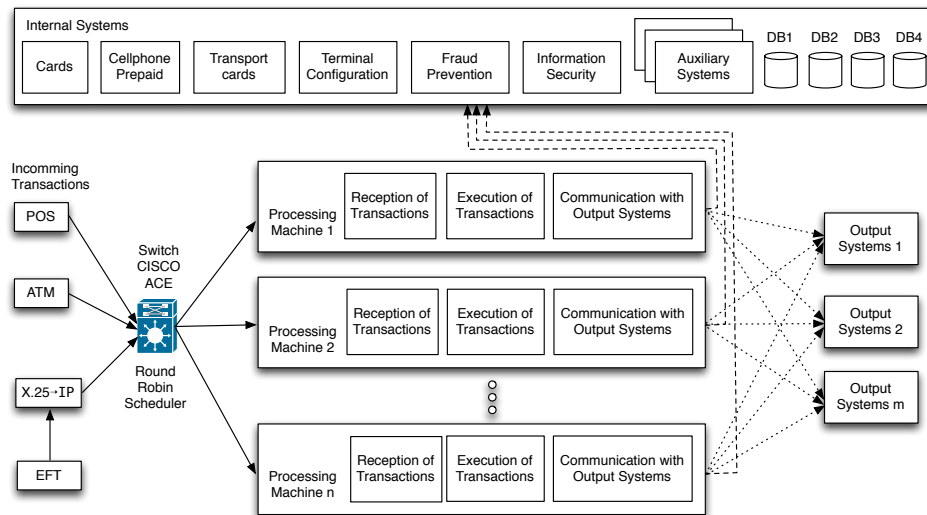 Internal Systems
Cards
Cellphone
Prepaid
Transport
cards
Terminal
Configuration
Fraud
Prevention
Information
Security
Auxiliary
Systems
DB1
DB2
DB3
DB4
Incomming
Transactions
POS
ATM
X.25→IP
EFT
Switch
CISCO
ACE
Round
Robin
Scheduler
Processing
Machine 1
Reception of
Transactions
Execution of
Transactions
Communication with
Output Systems
Processing
Machine 2
Reception of
Transactions
Execution of
Transactions
Communication with
Output Systems
Processing
Machine n
Reception of
Transactions
Execution of
Transactions
Communication with
Output Systems
Output
Systems 1
Output
Systems 2
Output
Systems m